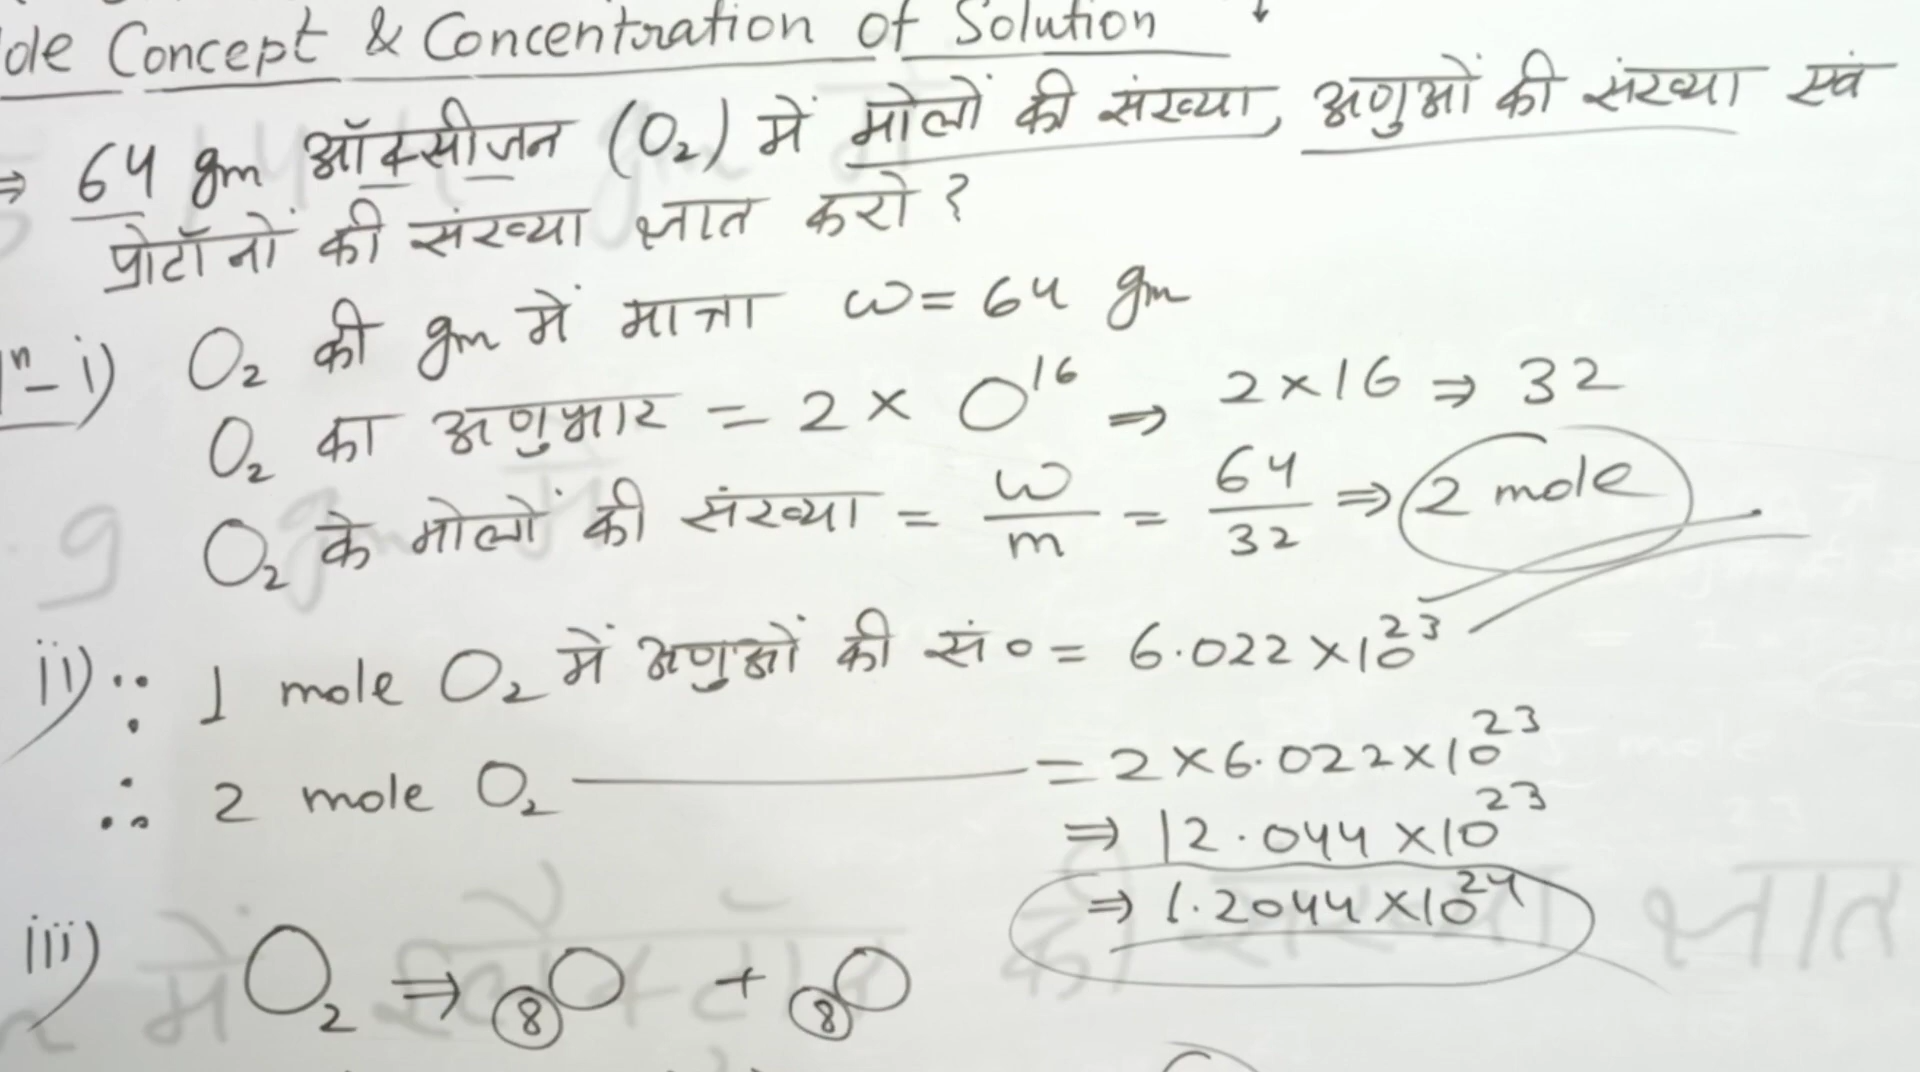 ole Concept & Concentration of Solution
⇒ 64 gm ऑक्सीजन (O₂) में मोलों की संख्या, अणुओं की संख्या एवं
प्रोटॉनों की संख्या ज्ञात करो ?
n - i) O₂ की gm में मात्रा w = 64 gm
O₂ का अणुभार = 2 × O¹⁶ ⇒ 2×16 ⇒ 32
O₂ के मोलों की संख्या = w/m = 64/32 ⇒ 2 mole
ii) ∵ 1 mole O₂ में अणुओं की सं० = 6.022 × 10²³
∴ 2 mole O₂ ——— = 2×6.022×10²³
⇒ 12.044 × 10²³
⇒ 1.2044 × 10²⁴
iii) O₂ ⇒ ₈O + ₈O